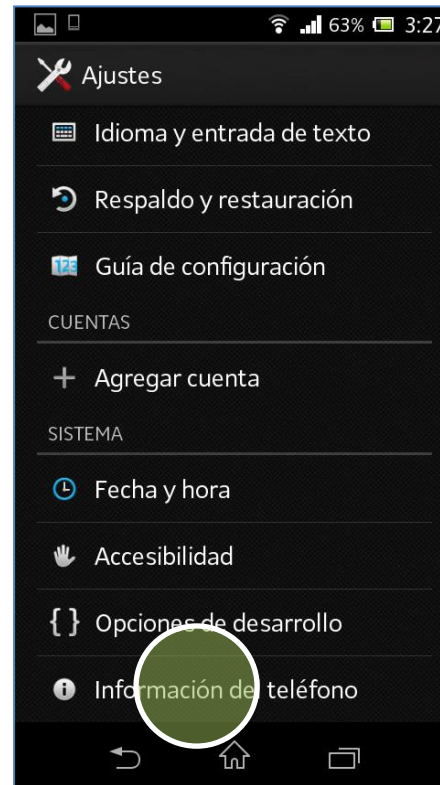 63% 3:27
Ajustes
Idioma y entrada de texto
Respaldo y restauración
123 Guía de configuración
CUENTAS
Agregar cuenta
SISTEMA
Fecha y hora
Accesibilidad
{ } Opciones de desarrollo
Información del teléfono